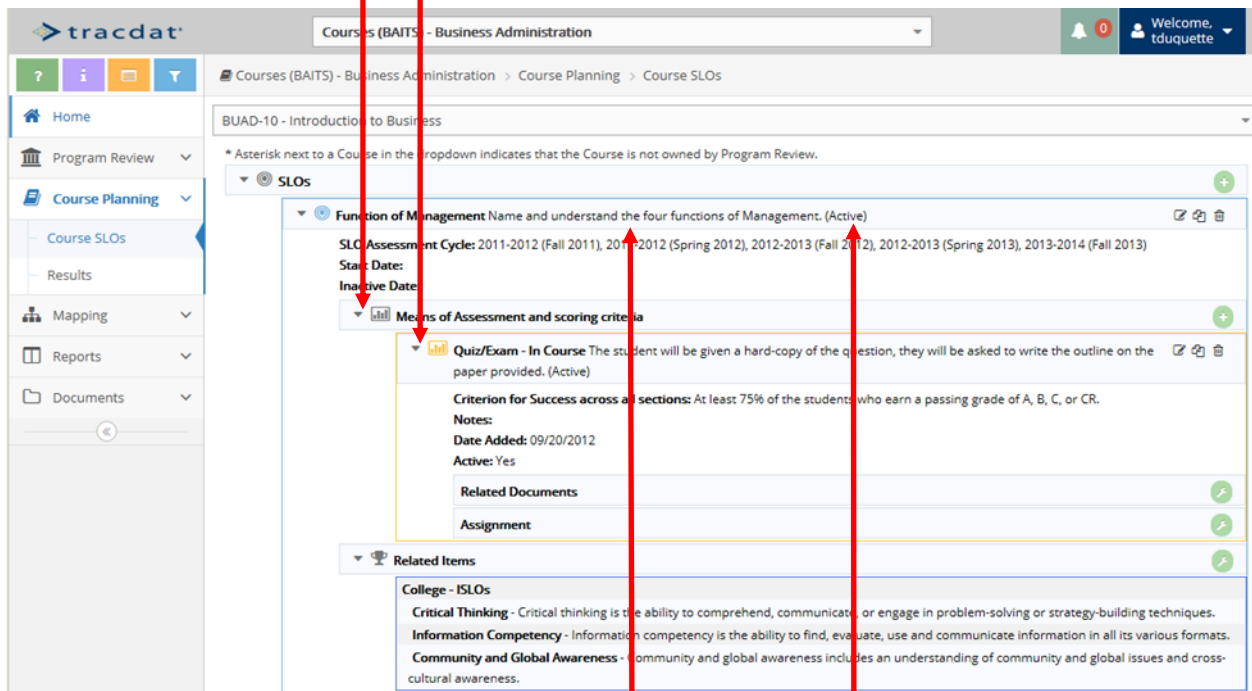 tracdat
Courses (BAITS) - Business Administration
0
Welcome,
tduquette
? i
Courses (BAITS) - Business Administration > Course Planning > Course SLOs
Home
Program Review
Course Planning
Course SLOs
Results
Mapping
Reports
Documents
BUAD-10 - Introduction to Business
* Asterisk next to a Course in the dropdown indicates that the Course is not owned by Program Review.
SLOs
Function of Management Name and understand the four functions of Management. (Active)
SLO Assessment Cycle: 2011-2012 (Fall 2011), 2011-2012 (Spring 2012), 2012-2013 (Fall 2012), 2012-2013 (Spring 2013), 2013-2014 (Fall 2013)
Start Date:
Inactive Date:
Means of Assessment and scoring criteria
Quiz/Exam - In Course The student will be given a hard-copy of the question, they will be asked to write the outline on the
paper provided. (Active)
Criterion for Success across all sections: At least 75% of the students who earn a passing grade of A, B, C, or CR.
Notes:
Date Added: 09/20/2012
Active: Yes
Related Documents
Assignment
Related Items
College - ISLOs
Critical Thinking - Critical thinking is the ability to comprehend, communicate, or engage in problem-solving or strategy-building techniques.
Information Competency - Information competency is the ability to find, evaluate, use and communicate information in all its various formats.
Community and Global Awareness - Community and global awareness includes an understanding of community and global issues and cross-
cultural awareness.